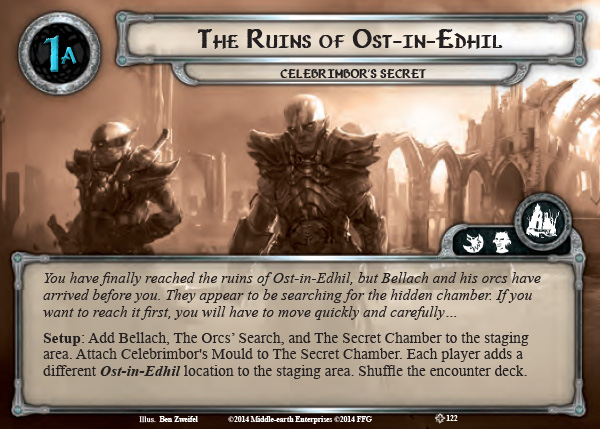 1A
The Ruins of Ost-in-Edhil
Celebrimbor's Secret
You have finally reached the ruins of Ost-in-Edhil, but Bellach and his orcs have
arrived before you. They appear to be searching for the hidden chamber. If you
want to reach it first, you will have to move quickly and carefully…
Setup: Add Bellach, The Orcs' Search, and The Secret Chamber to the staging
area. Attach Celebrimbor's Mould to The Secret Chamber. Each player adds a
different Ost-in-Edhil location to the staging area. Shuffle the encounter deck.
Illus. Ben Zweifel ©2014 Middle-earth Enterprises ©2014 FFG 122